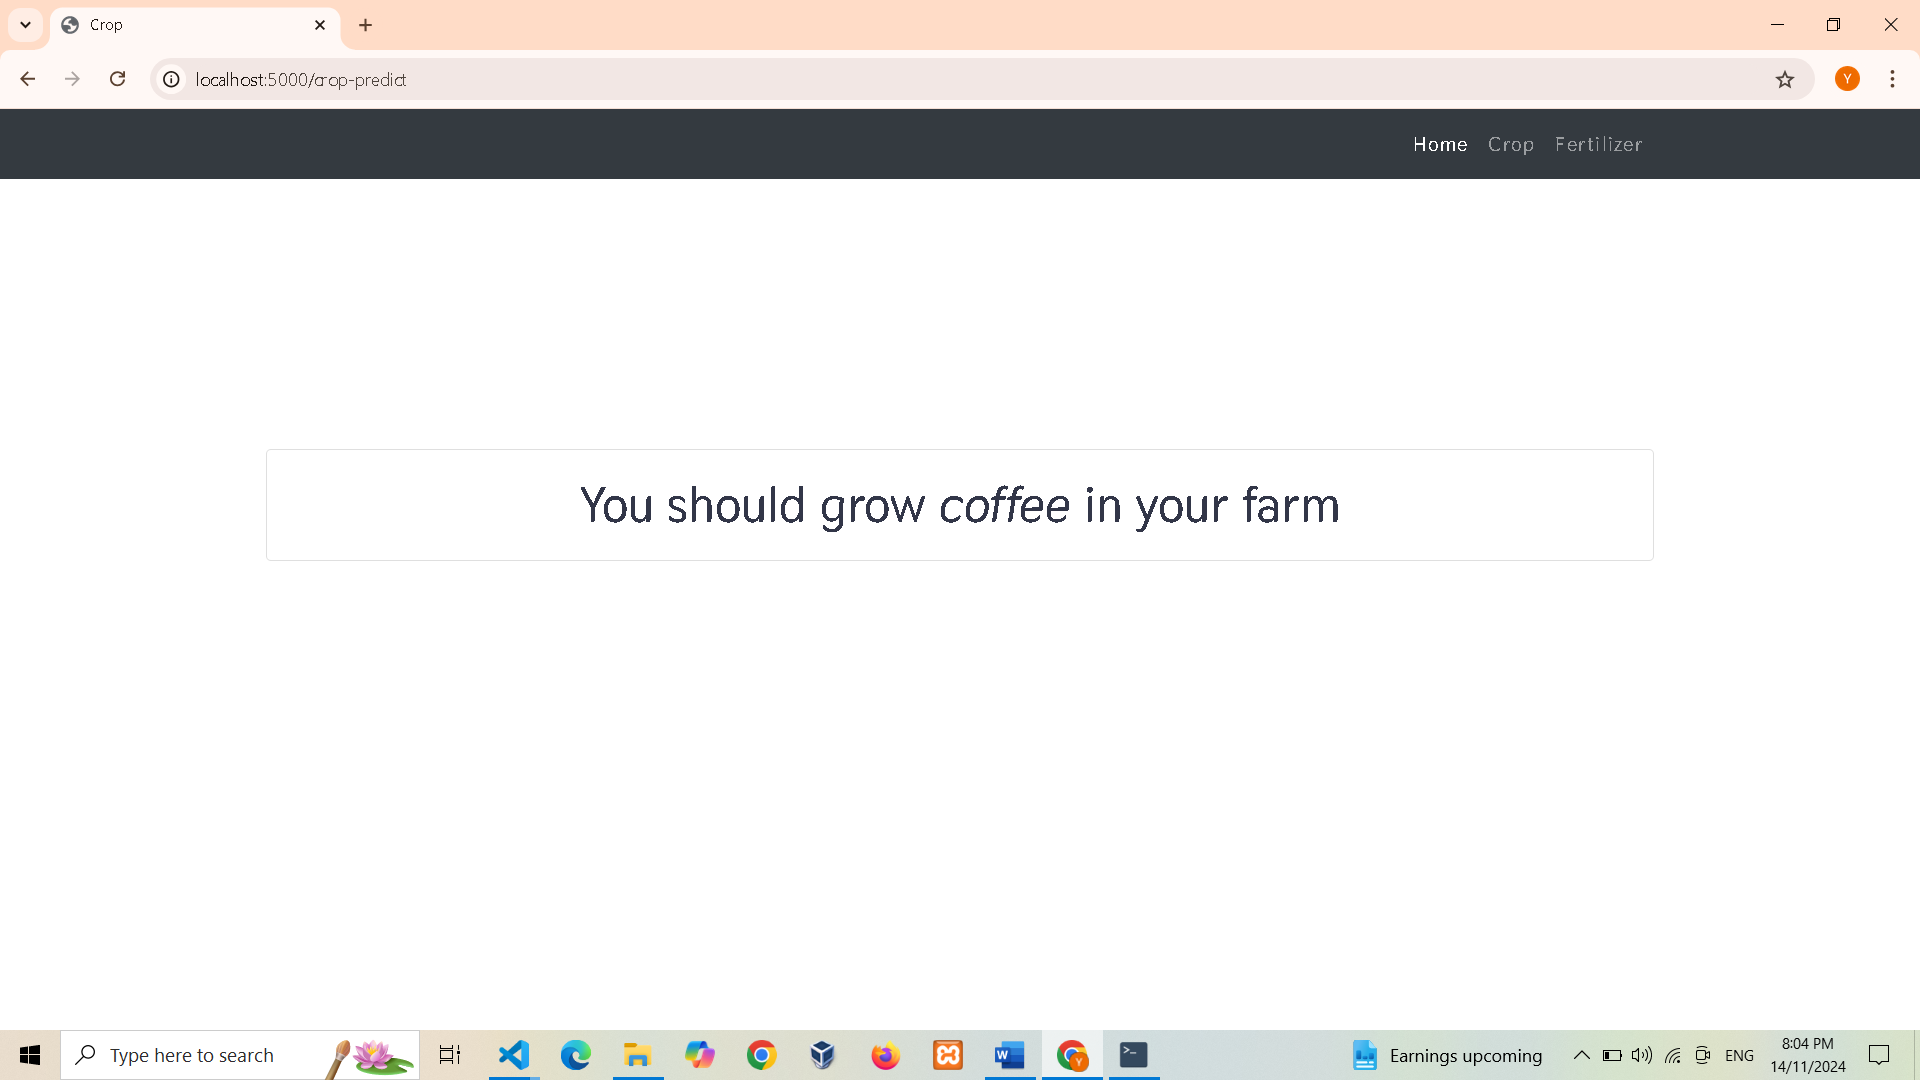 Crop
localhost:5000/crop-predict
Y
Home Crop Fertilizer
You should grow coffee in your farm
Type here to search
Earnings upcoming
ENG
8:04 PM
14/11/2024